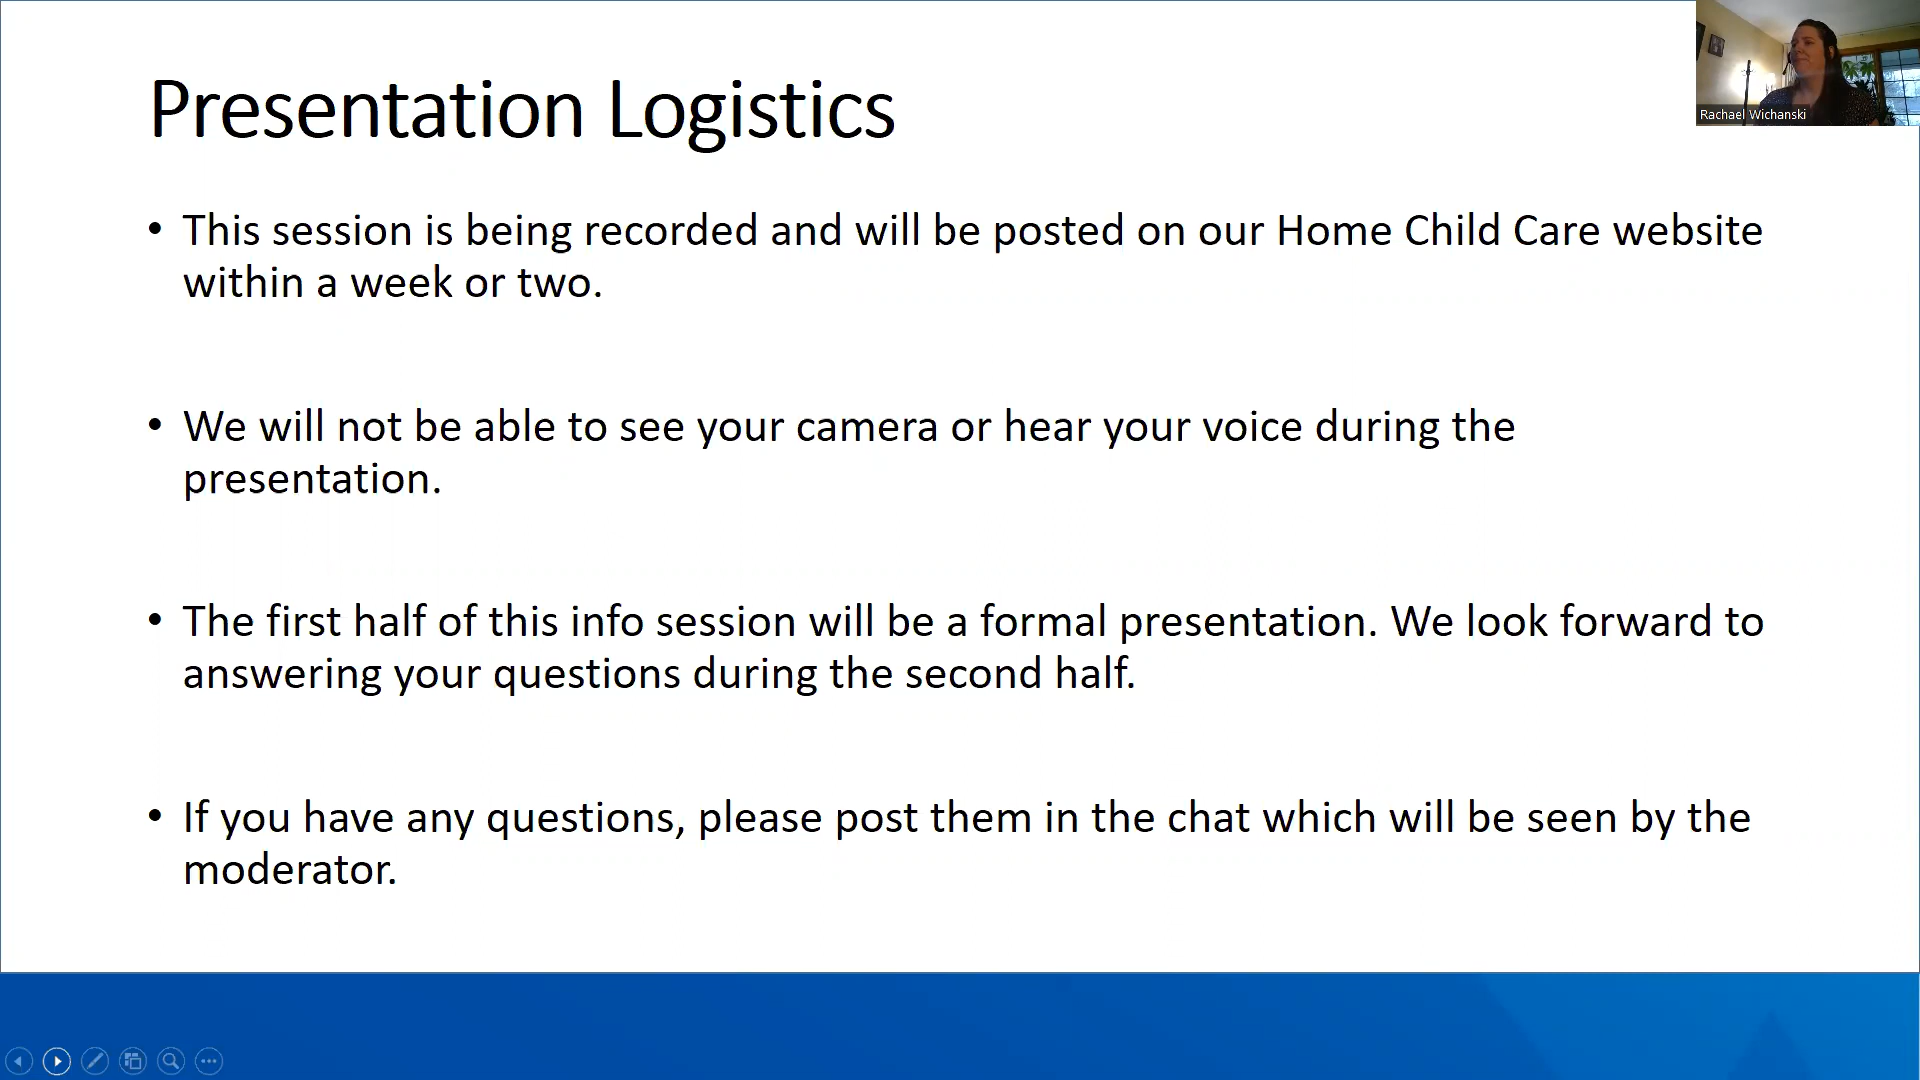 Presentation Logistics
Rachael Wichanski
• This session is being recorded and will be posted on our Home Child Care website
within a week or two.
• We will not be able to see your camera or hear your voice during the
presentation.
• The first half of this info session will be a formal presentation. We look forward to
answering your questions during the second half.
• If you have any questions, please post them in the chat which will be seen by the
moderator.